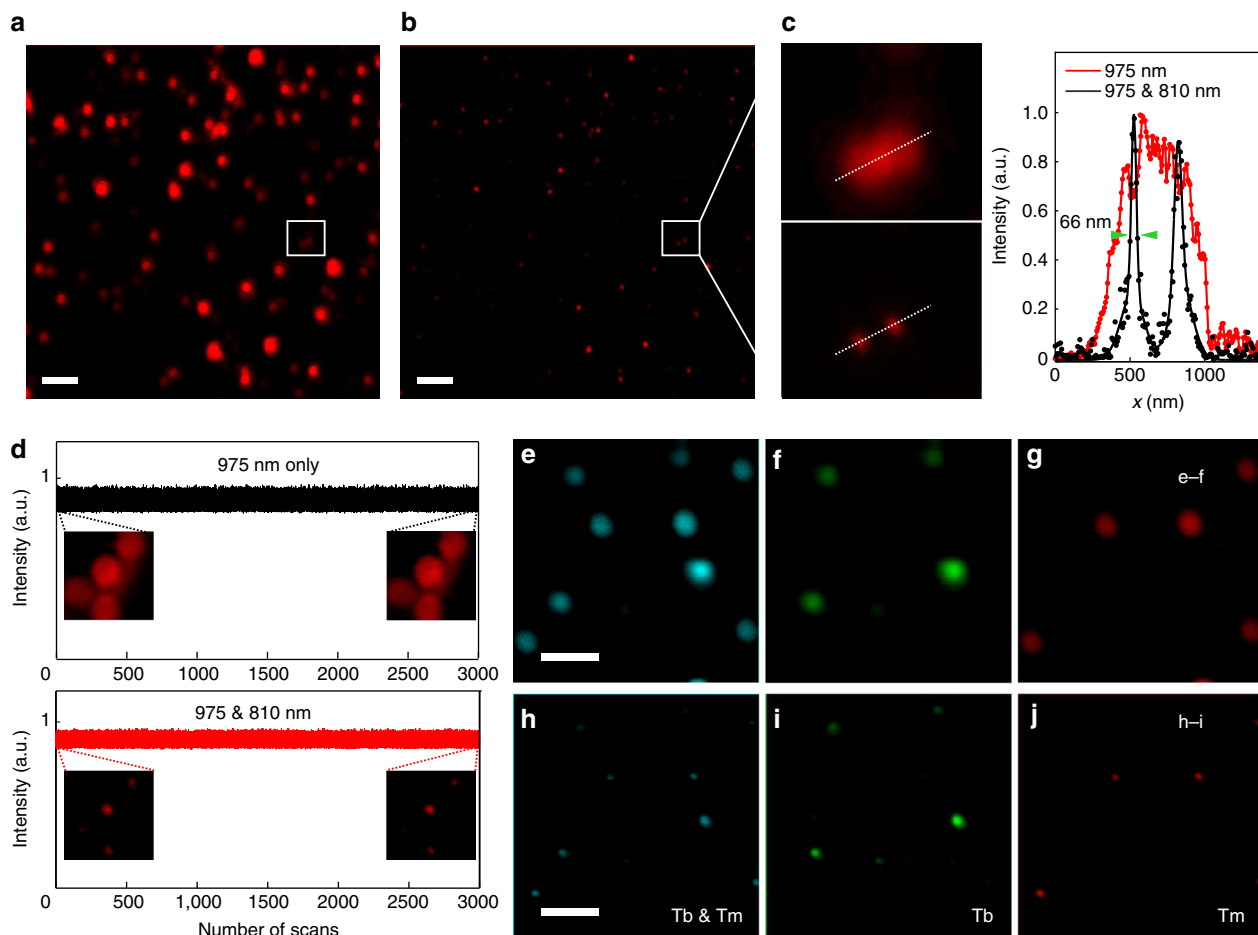 a
b
c
975 nm
975 & 810 nm
1.0
0.8
0.6
0.4
0.2
0
66 nm
Intensity (a.u.)
0
500
1000
x (nm)
d
1
975 nm only
Intensity (a.u.)
0
500
1000
1500
2000
2500
3000
1
975 & 810 nm
Intensity (a.u.)
0
500
1,000
1500
2000
2500
3000
Number of scans
e
f
g
e–f
h
Tb & Tm
i
Tb
j
h–i
Tm